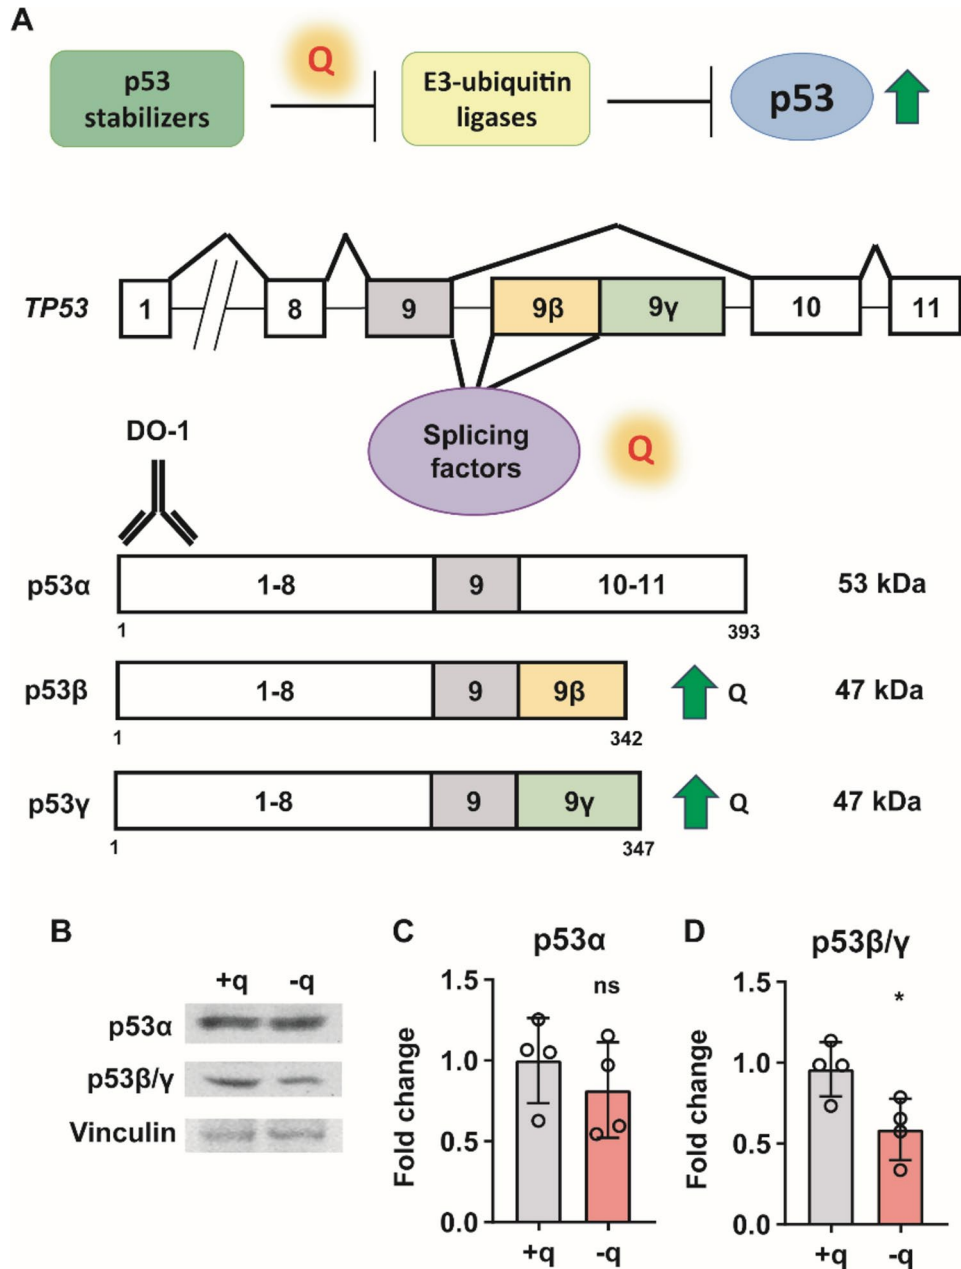 A
p53
stabilizers
Q
E3-ubiquitin
ligases
p53
TP53
1
8
9
9β
9γ
10
11
Splicing
factors
Q
DO-1
p53α
1-8
9
10-11
53 kDa
1
393
p53β
1-8
9
9β
Q
47 kDa
1
342
p53γ
1-8
9
9γ
Q
47 kDa
1
347
B
+q
-q
p53α
p53β/γ
Vinculin
C
p53α
Fold change
1.5
1.0
0.5
0.0
ns
+q
-q
D
p53β/γ
Fold change
1.5
1.0
0.5
0.0
*
+q
-q